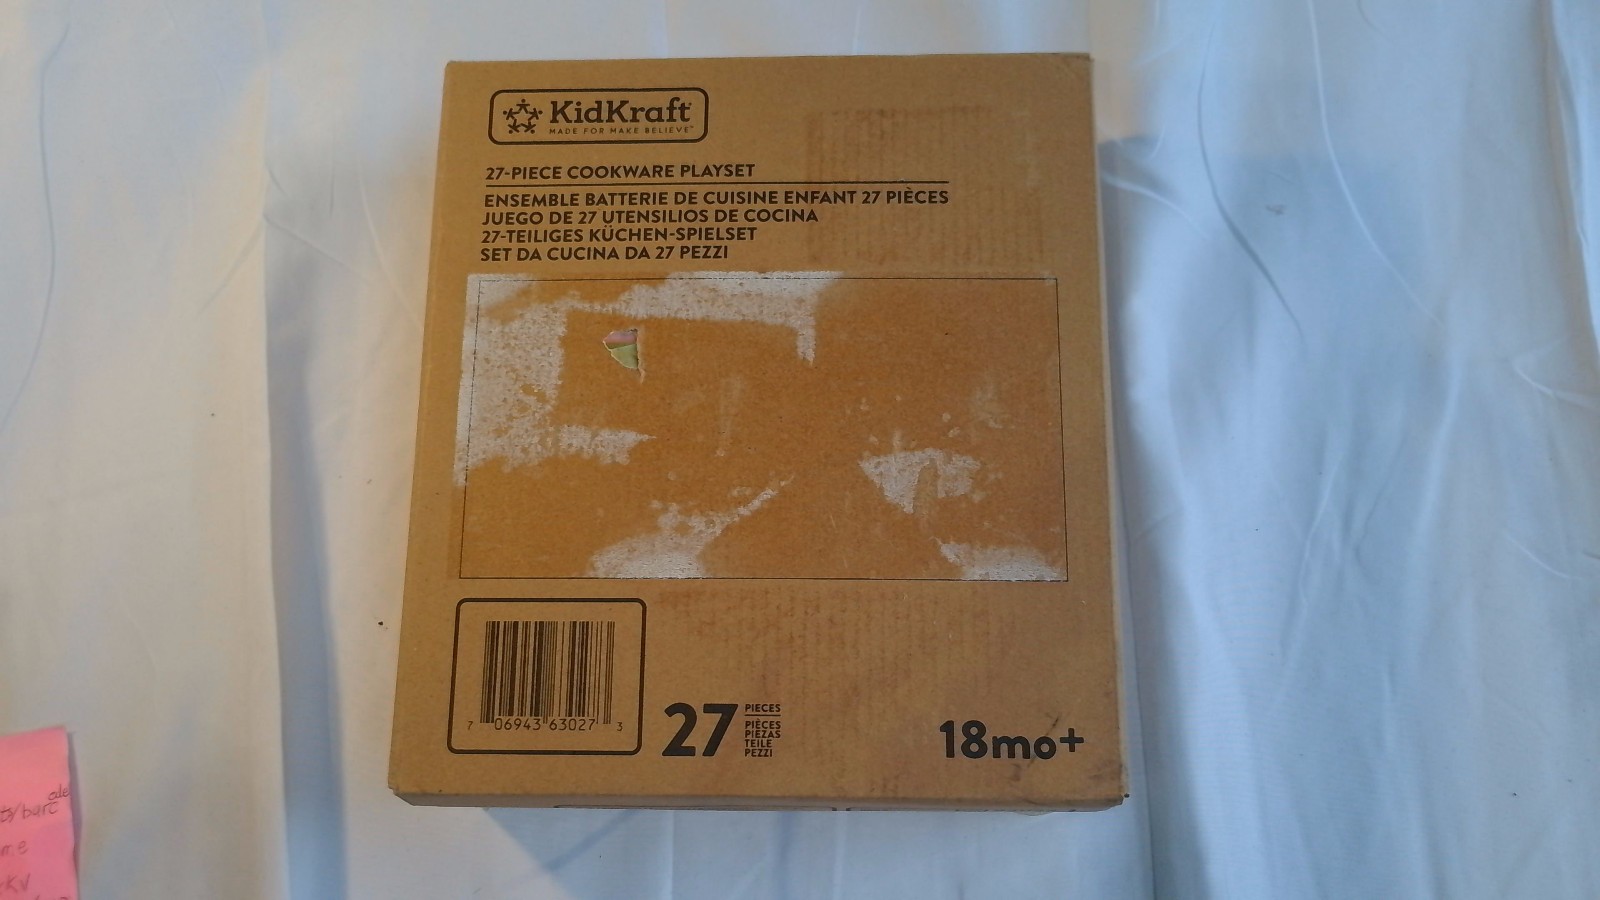 KidKraft
MADE FOR MAKE BELIEVE™
27-PIECE COOKWARE PLAYSET
ENSEMBLE BATTERIE DE CUISINE ENFANT 27 PIÈCES
JUEGO DE 27 UTENSILIOS DE COCINA
27-TEILIGES KÜCHEN-SPIELSET
SET DA CUCINA DA 27 PEZZI
7 06943 63027 3
27
PIECES
PIÈCES
PIEZAS
TEILE
PEZZI
18mo+